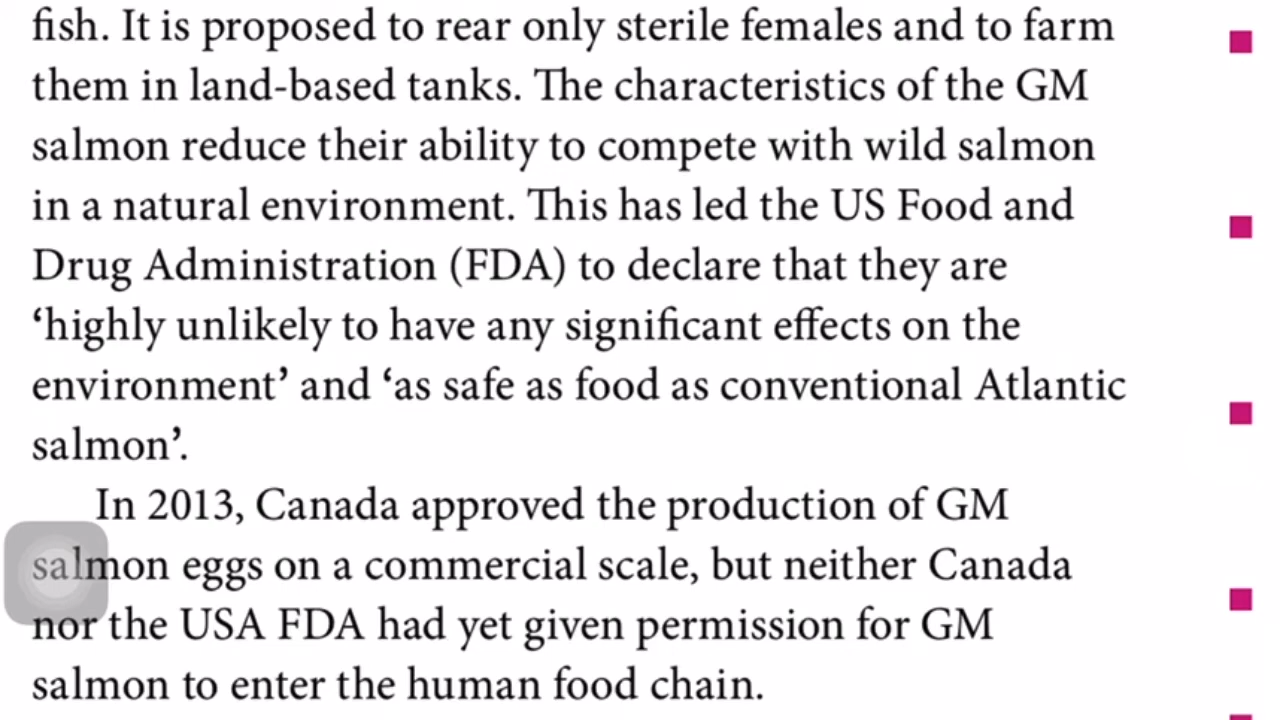 fish. It is proposed to rear only sterile females and to farm
them in land-based tanks. The characteristics of the GM
salmon reduce their ability to compete with wild salmon
in a natural environment. This has led the US Food and
Drug Administration (FDA) to declare that they are
‘highly unlikely to have any significant effects on the
environment’ and ‘as safe as food as conventional Atlantic
salmon’.
In 2013, Canada approved the production of GM
salmon eggs on a commercial scale, but neither Canada
nor the USA FDA had yet given permission for GM
salmon to enter the human food chain.